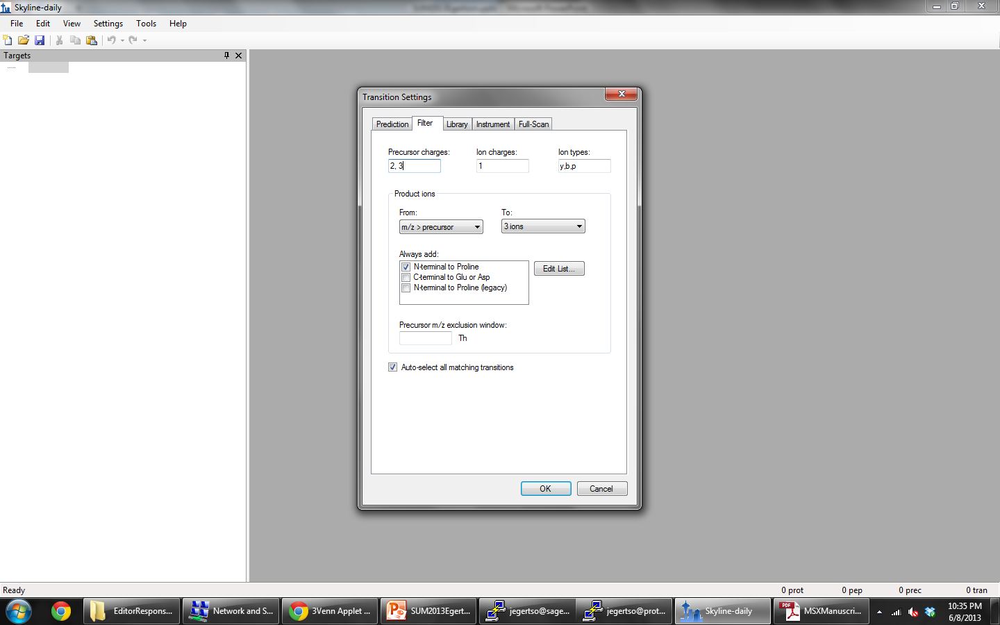 Skyline-daily
File Edit View Settings Tools Help
Targets
Transition Settings
Prediction Filter Library Instrument Full-Scan
Precursor charges: Ion charges: Ion types:
2, 3 1 y,b,p
Product ions
From: To:
m/z > precursor 3 ions
Always add:
N-terminal to Proline Edit List...
C-terminal to Glu or Asp
N-terminal to Proline (legacy)
Precursor m/z exclusion window:
Th
Auto-select all matching transitions
OK Cancel
Ready 0 prot 0 pep 0 prec 0 tran
EditorRespons... Network and S... 3Venn Applet ... SUM2013Egert... jegertso@sage... jegertso@prot... Skyline-daily PDF MSXManuscri... 10:35 PM
6/8/2013